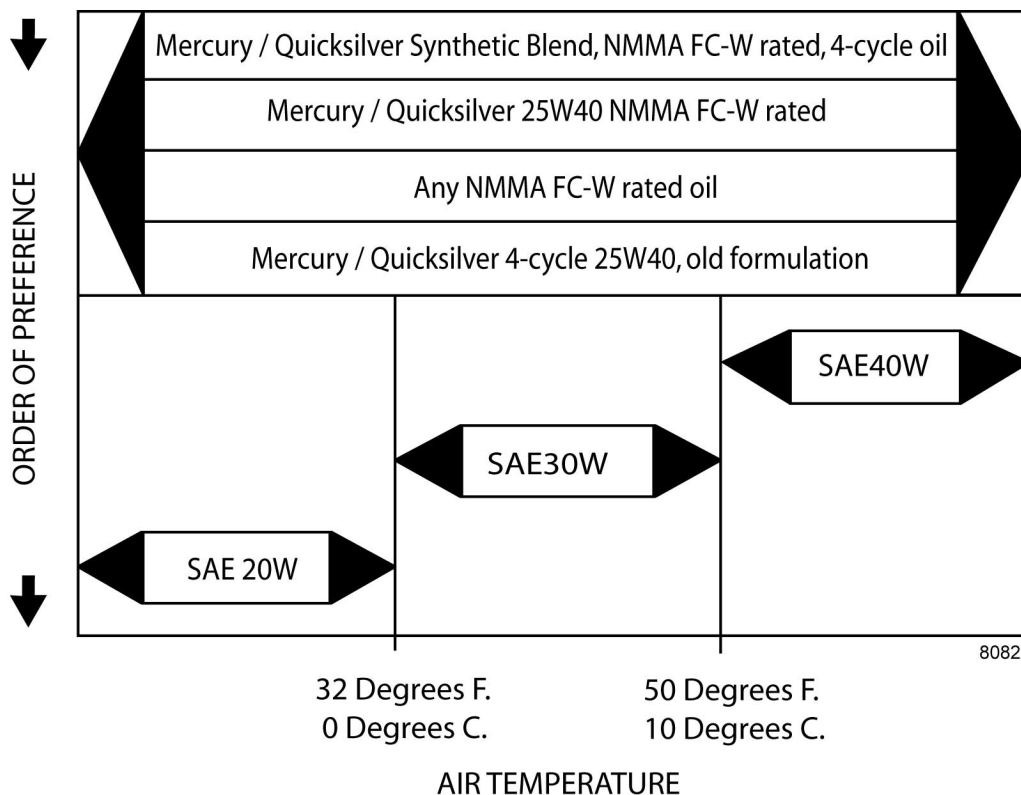 Mercury / Quicksilver Synthetic Blend, NMMA FC-W rated, 4-cycle oil
Mercury / Quicksilver 25W40 NMMA FC-W rated
Any NMMA FC-W rated oil
Mercury / Quicksilver 4-cycle 25W40, old formulation
ORDER OF PREFERENCE
SAE40W
SAE30W
SAE 20W
8082
32 Degrees F.
0 Degrees C.
50 Degrees F.
10 Degrees C.
AIR TEMPERATURE